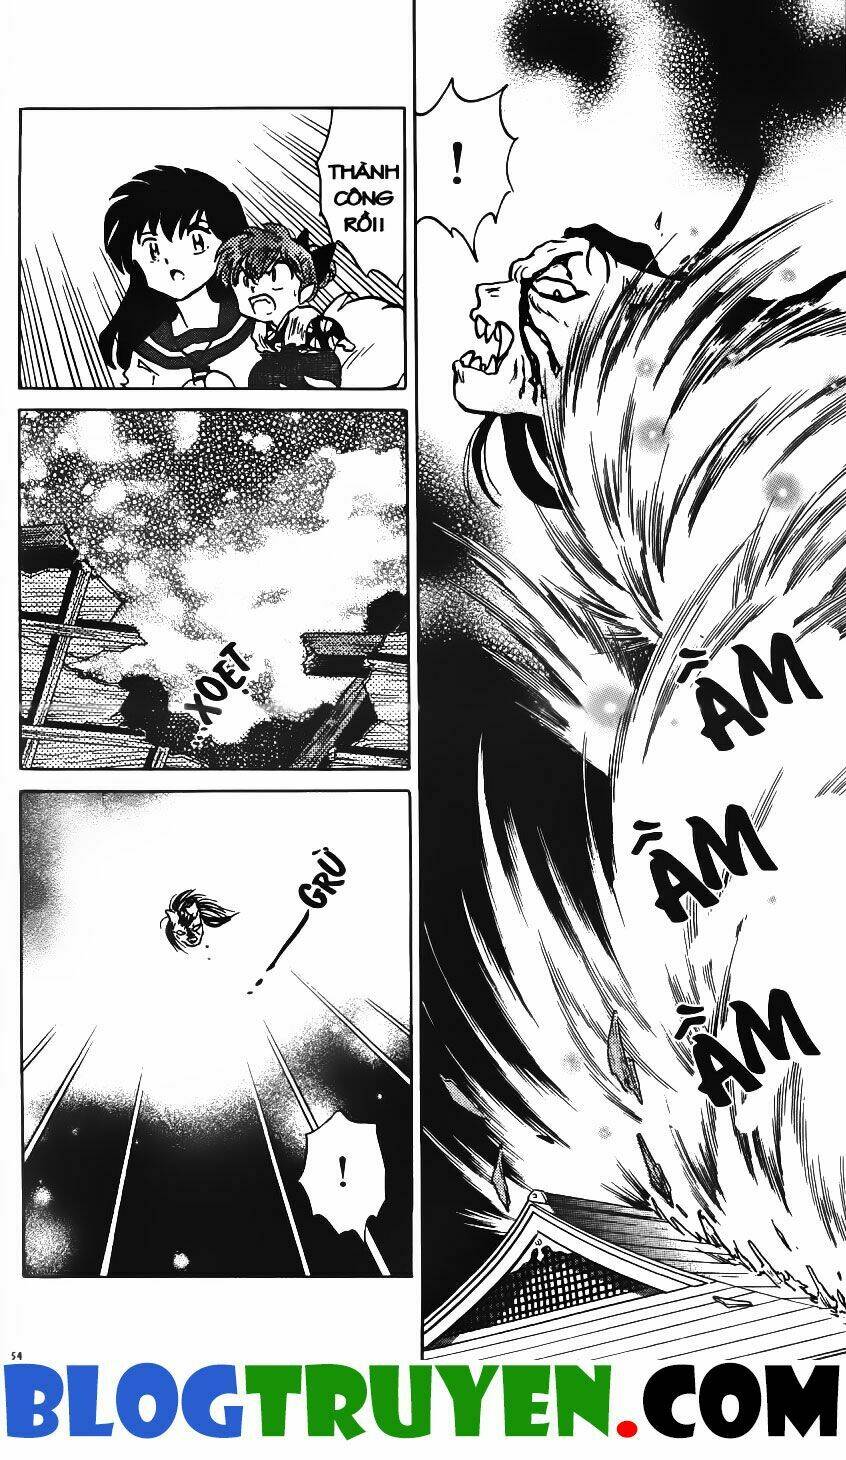 !
ẦM
ẦM
ẦM
THÀNH
CÔNG
RỒI!
XOẸT
GRỪ
!
54
BLOGTRUYEN.COM